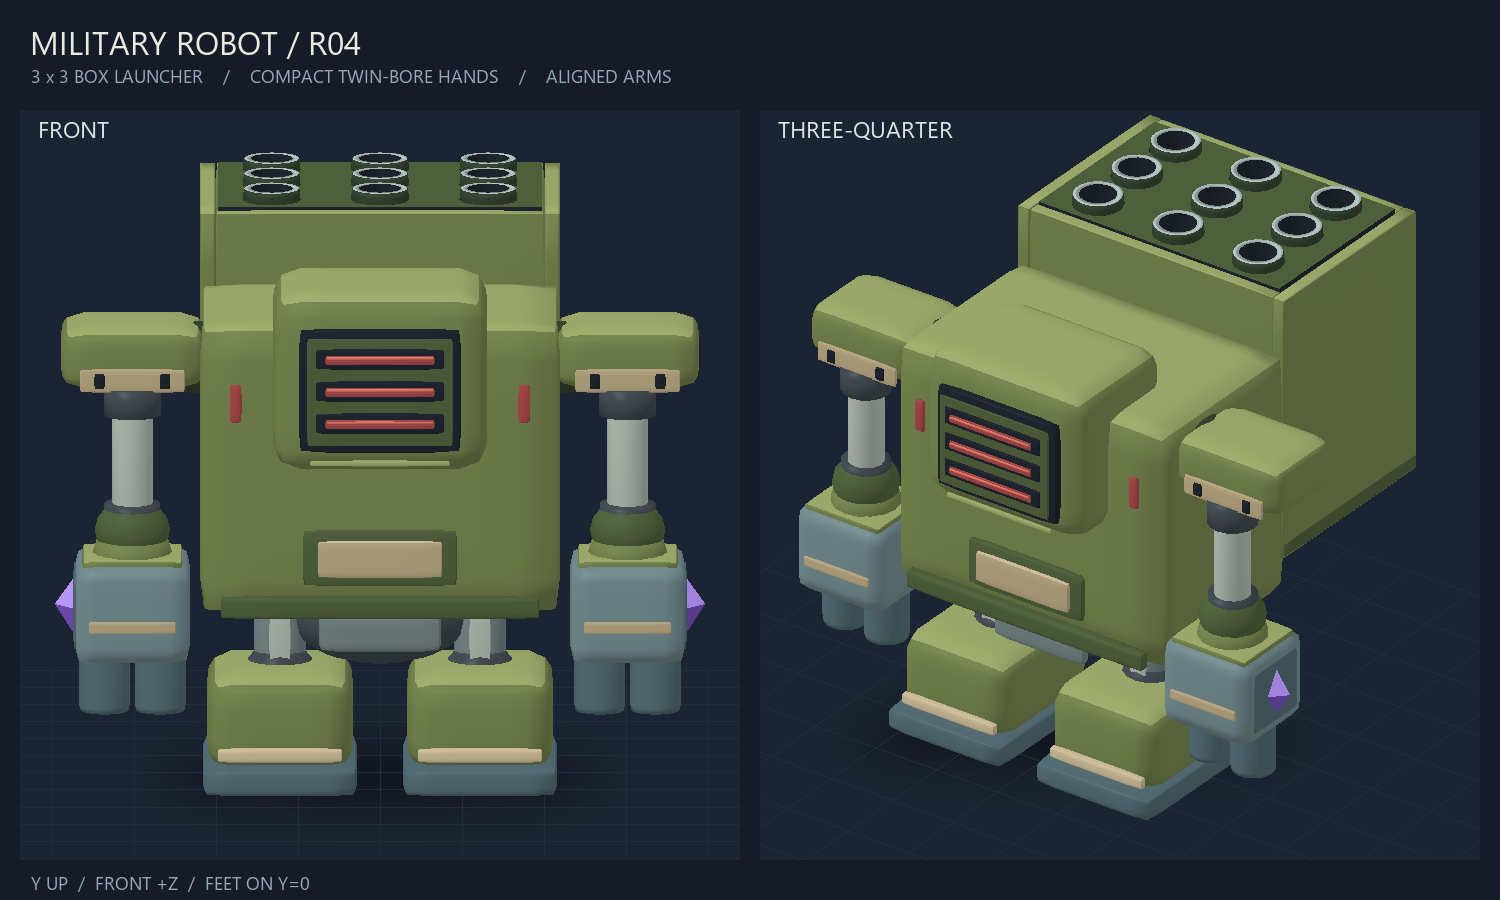 MILITARY ROBOT / R04
3 x 3 BOX LAUNCHER / COMPACT TWIN-BORE HANDS / ALIGNED ARMS
FRONT
THREE-QUARTER
Y UP / FRONT +Z / FEET ON Y=0